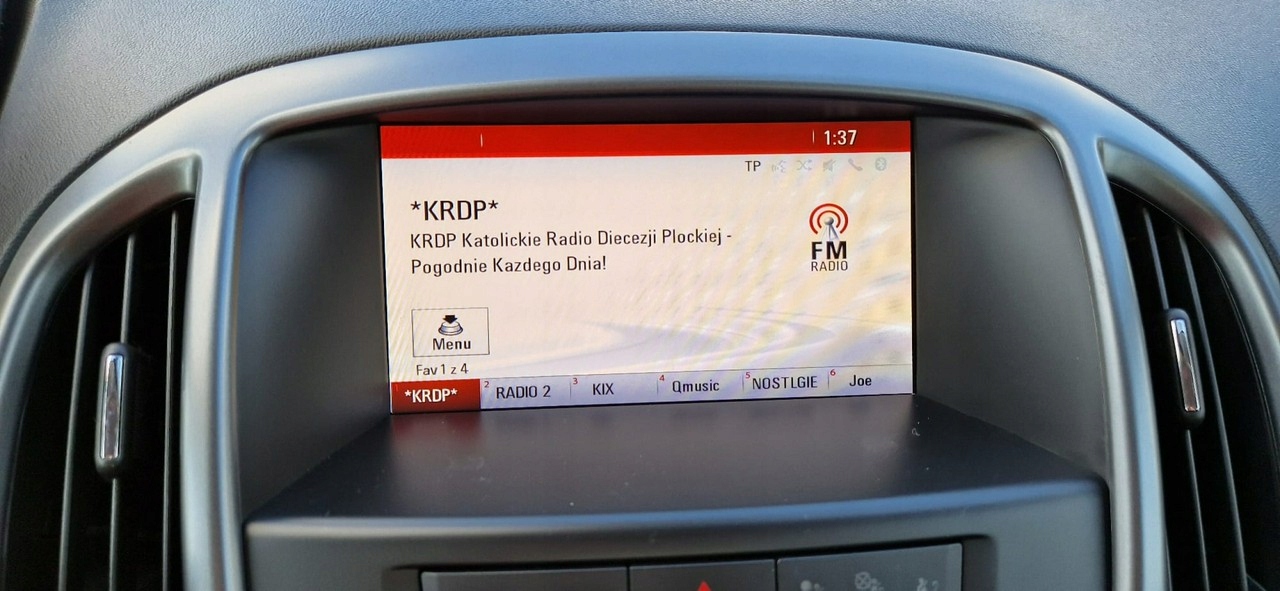 1:37
TP
*KRDP*
KRDP Katolickie Radio Diecezji Plockiej -
Pogodnie Kazdego Dnia!
FM
RADIO
Menu
Fav 1 z 4
*KRDP*
2 RADIO 2
3 KIX
4 Qmusic
5 NOSTLGIE
6 Joe